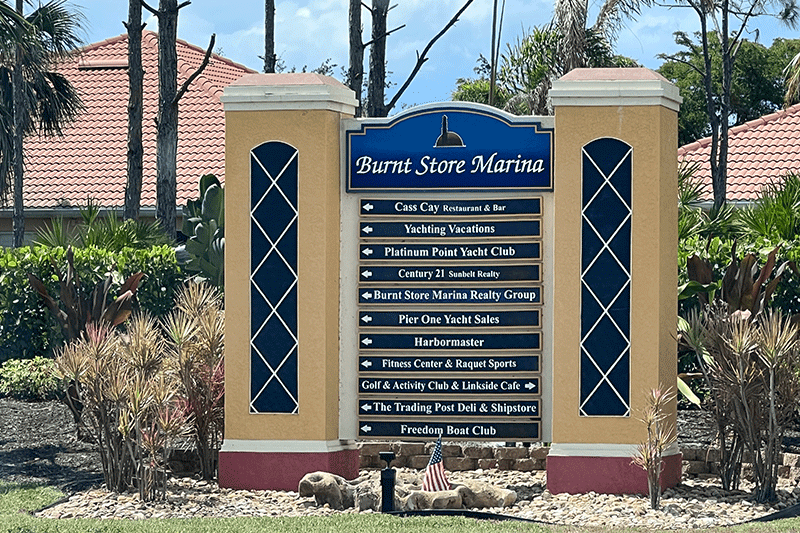 Burnt Store Marina
Cass Cay Restaurant & Bar
Yachting Vacations
Platinum Point Yacht Club
Century 21 Sunbelt Realty
Burnt Store Marina Realty Group
Pier One Yacht Sales
Harbormaster
Fitness Center & Raquet Sports
Golf & Activity Club & Linkside Cafe
The Trading Post Deli & Shipstore
Freedom Boat Club